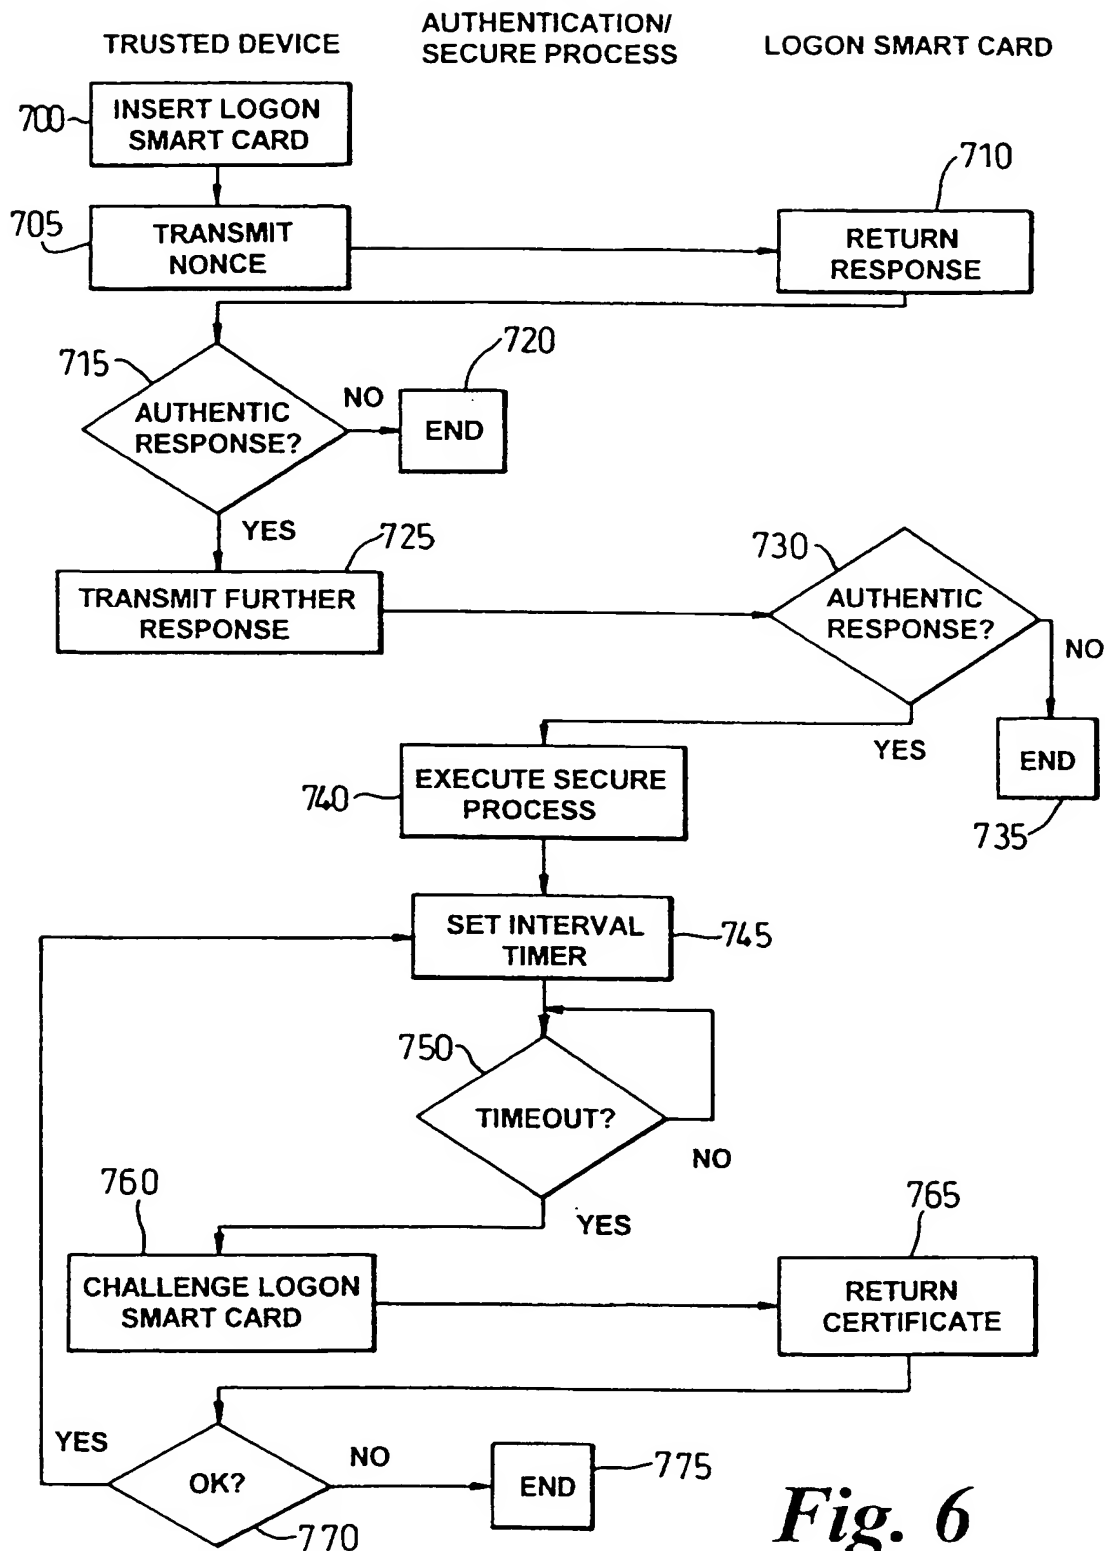 TRUSTED DEVICE
AUTHENTICATION/
SECURE PROCESS
LOGON SMART CARD
700
INSERT LOGON
SMART CARD
705
TRANSMIT
NONCE
710
RETURN
RESPONSE
715
AUTHENTIC
RESPONSE?
NO
720
END
YES
725
TRANSMIT FURTHER
RESPONSE
730
AUTHENTIC
RESPONSE?
NO
END
735
YES
740
EXECUTE SECURE
PROCESS
SET INTERVAL
TIMER
745
750
TIMEOUT?
NO
YES
760
CHALLENGE LOGON
SMART CARD
765
RETURN
CERTIFICATE
YES
OK?
770
NO
END
775
Fig. 6